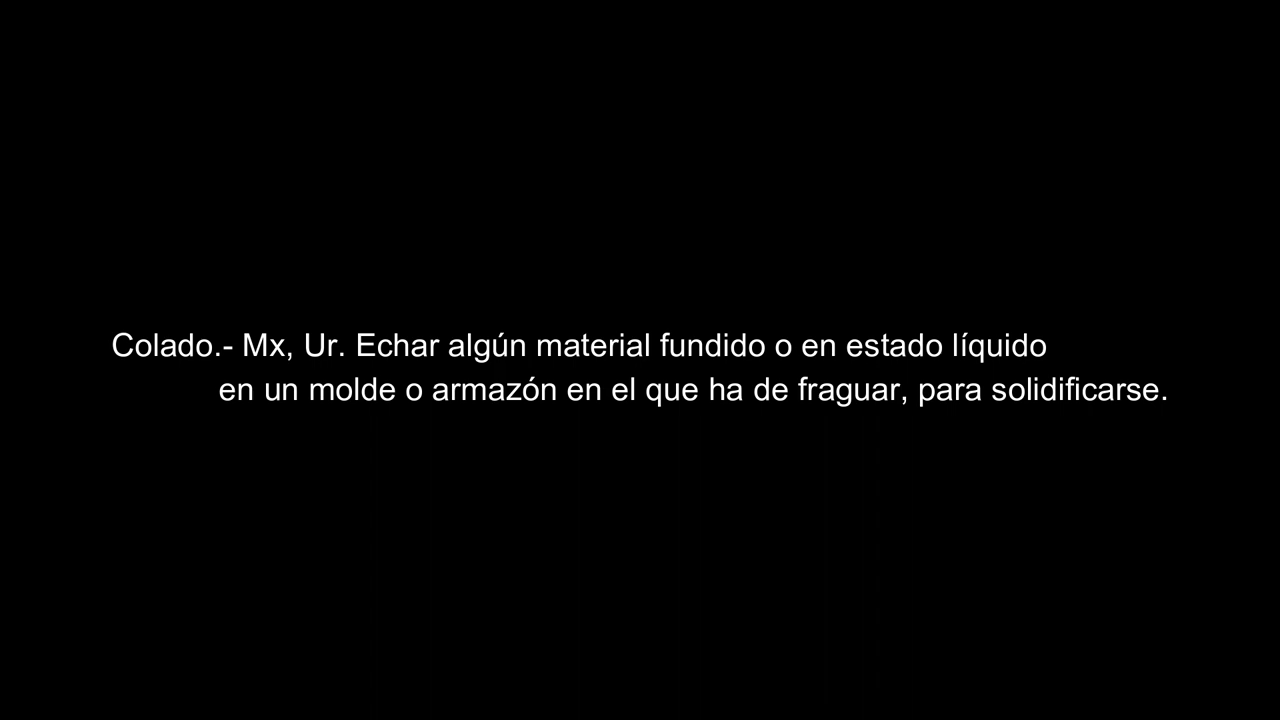 Colado.- Mx, Ur. Echar algún material fundido o en estado líquido
en un molde o armazón en el que ha de fraguar, para solidificarse.